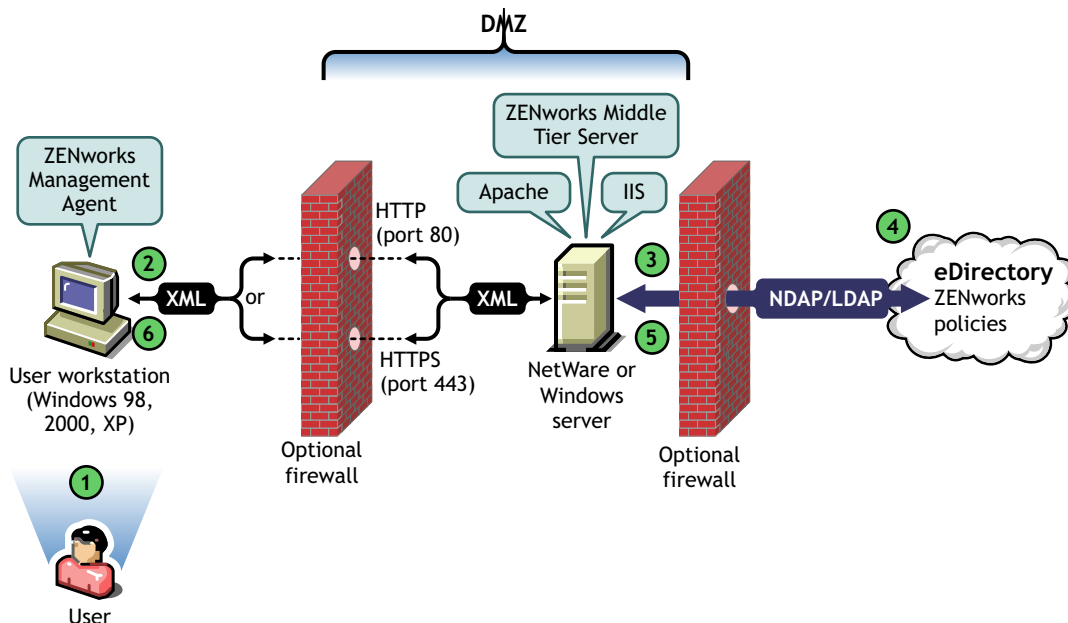 DMZ
ZENworks Middle
Tier Server
ZENworks
Management
Agent
Apache
IIS
HTTP
(port 80)
2
3
4
XML
or
XML
NDAP/LDAP
eDirectory
ZENworks
policies
6
5
HTTPS
(port 443)
User workstation
(Windows 98,
2000, XP)
NetWare or
Windows
server
Optional
firewall
Optional
firewall
1
User